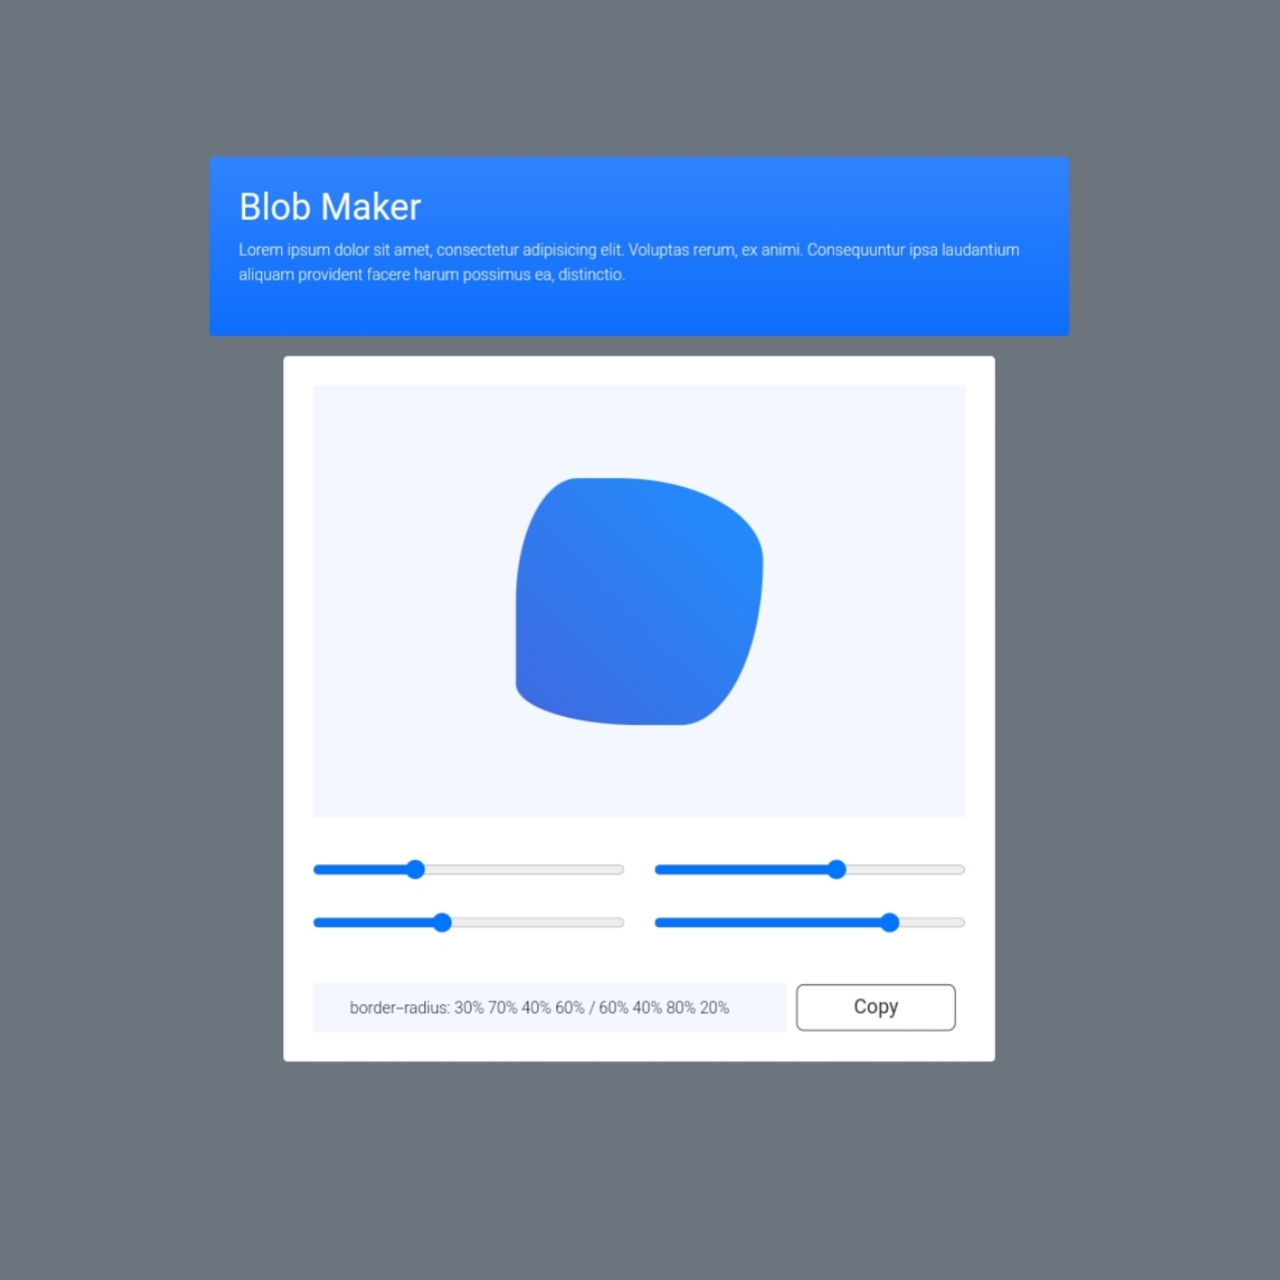 Blob Maker
Lorem ipsum dolor sit amet, consectetur adipisicing elit. Voluptas rerum, ex animi. Consequuntur ipsa laudantium
aliquam provident facere harum possimus ea, distinctio.
border-radius: 30% 70% 40% 60% / 60% 40% 80% 20%
Copy